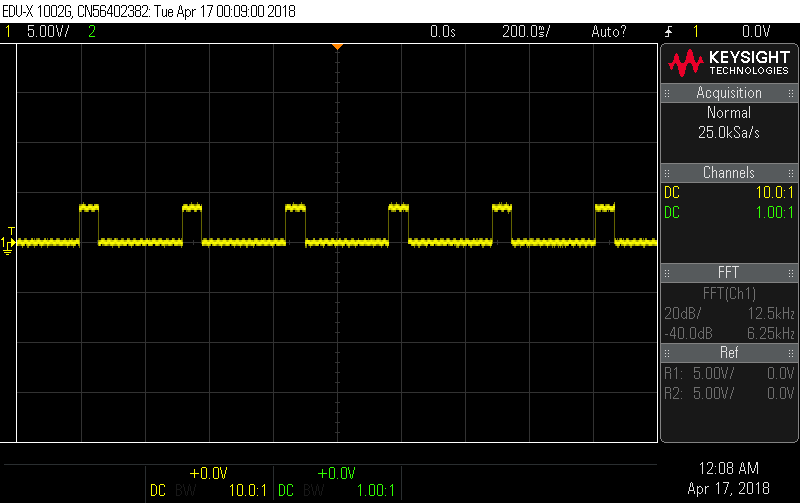 EDU-X 1002G, CN56402382: Tue Apr 17 00:09:00 2018
1 5.00V/ 2 0.0s 200.0ms/ Auto? 1 0.0V
KEYSIGHT
TECHNOLOGIES
Acquisition
Normal
25.0kSa/s
Channels
DC 10.0:1
DC 1.00:1
T
1
FFT
FFT(Ch1)
20dB/ 12.5kHz
-40.0dB 6.25kHz
Ref
R1: 5.00V/ 0.0V
R2: 5.00V/ 0.0V
+0.0V +0.0V
DC BW 10.0:1 DC BW 1.00:1
12:08 AM
Apr 17, 2018